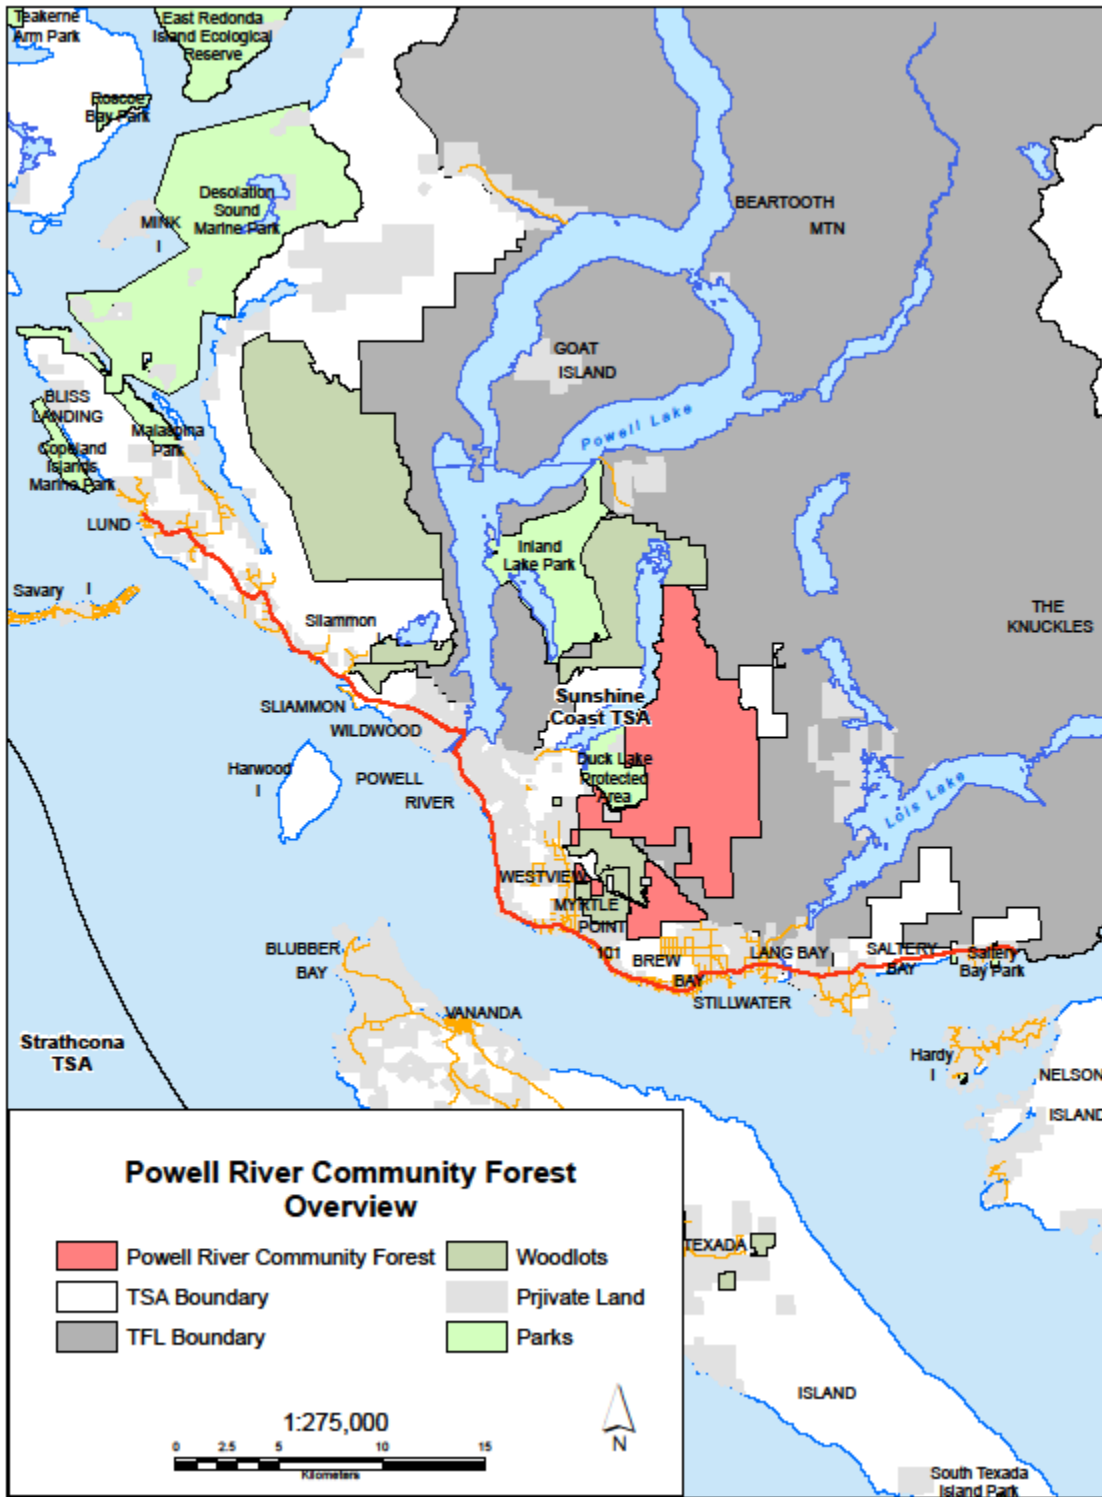 Teakerne
Arm Park
East Redonda
Island Ecological
Reserve
Roscoe
Bay Park
Desolation
Sound
Marine Park
MINK
I
BEARTOOTH
MTN
GOAT
ISLAND
BLISS
LANDING
Malaspina
Park
Copeland
Islands
Marine Park
Powell Lake
LUND
Inland
Lake Park
Savary I
Sliammon
THE
KNUCKLES
SLIAMMON
Sunshine
Coast TSA
WILDWOOD
Harwood
I
POWELL
RIVER
Duck Lake
Protected
Area
Lois Lake
WESTVIEW
MYRTLE
POINT
BLUBBER
BAY
101
BREW
BAY
LANG BAY
SALTERY
BAY
Saltery
Bay Park
STILLWATER
VANANDA
Strathcona
TSA
Hardy
I
NELSON
ISLAND
Powell River Community Forest
Overview
Powell River Community Forest
Woodlots
TSA Boundary
Prjivate Land
TFL Boundary
Parks
1:275,000
0 2.5 5 10 15
Kilometers
N
TEXADA
ISLAND
South Texada
Island Park